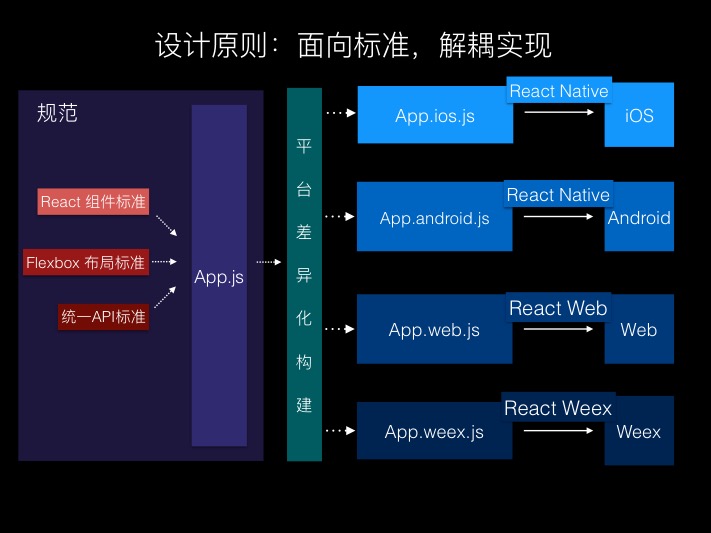 设计原则：面向标准，解耦实现
规范
React 组件标准
Flexbox 布局标准
统一API标准
App.js
平台差异化构建
App.ios.js
React Native
iOS
App.android.js
React Native
Android
App.web.js
React Web
Web
App.weex.js
React Weex
Weex